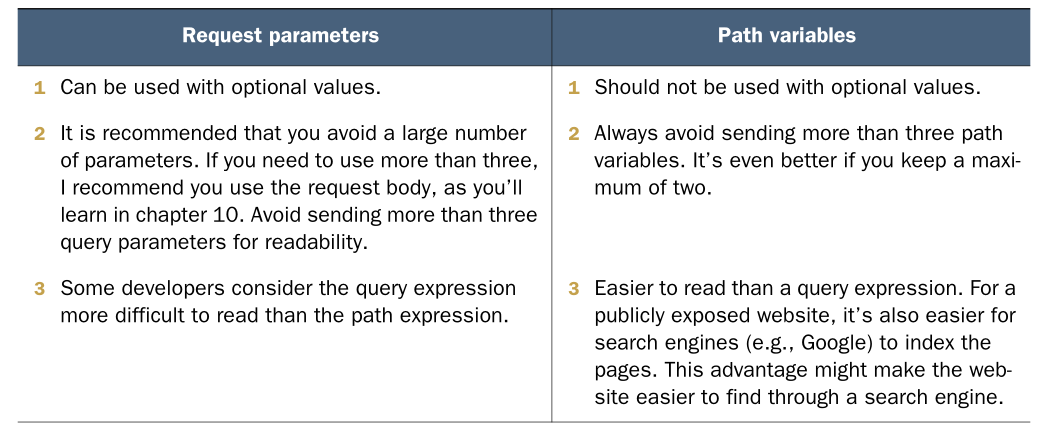 Request parameters
Path variables
1 Can be used with optional values.
1 Should not be used with optional values.
2 It is recommended that you avoid a large number
of parameters. If you need to use more than three,
I recommend you use the request body, as you’ll
learn in chapter 10. Avoid sending more than three
query parameters for readability.
2 Always avoid sending more than three path
variables. It’s even better if you keep a maxi-
mum of two.
3 Some developers consider the query expression
more difficult to read than the path expression.
3 Easier to read than a query expression. For a
publicly exposed website, it’s also easier for
search engines (e.g., Google) to index the
pages. This advantage might make the web-
site easier to find through a search engine.